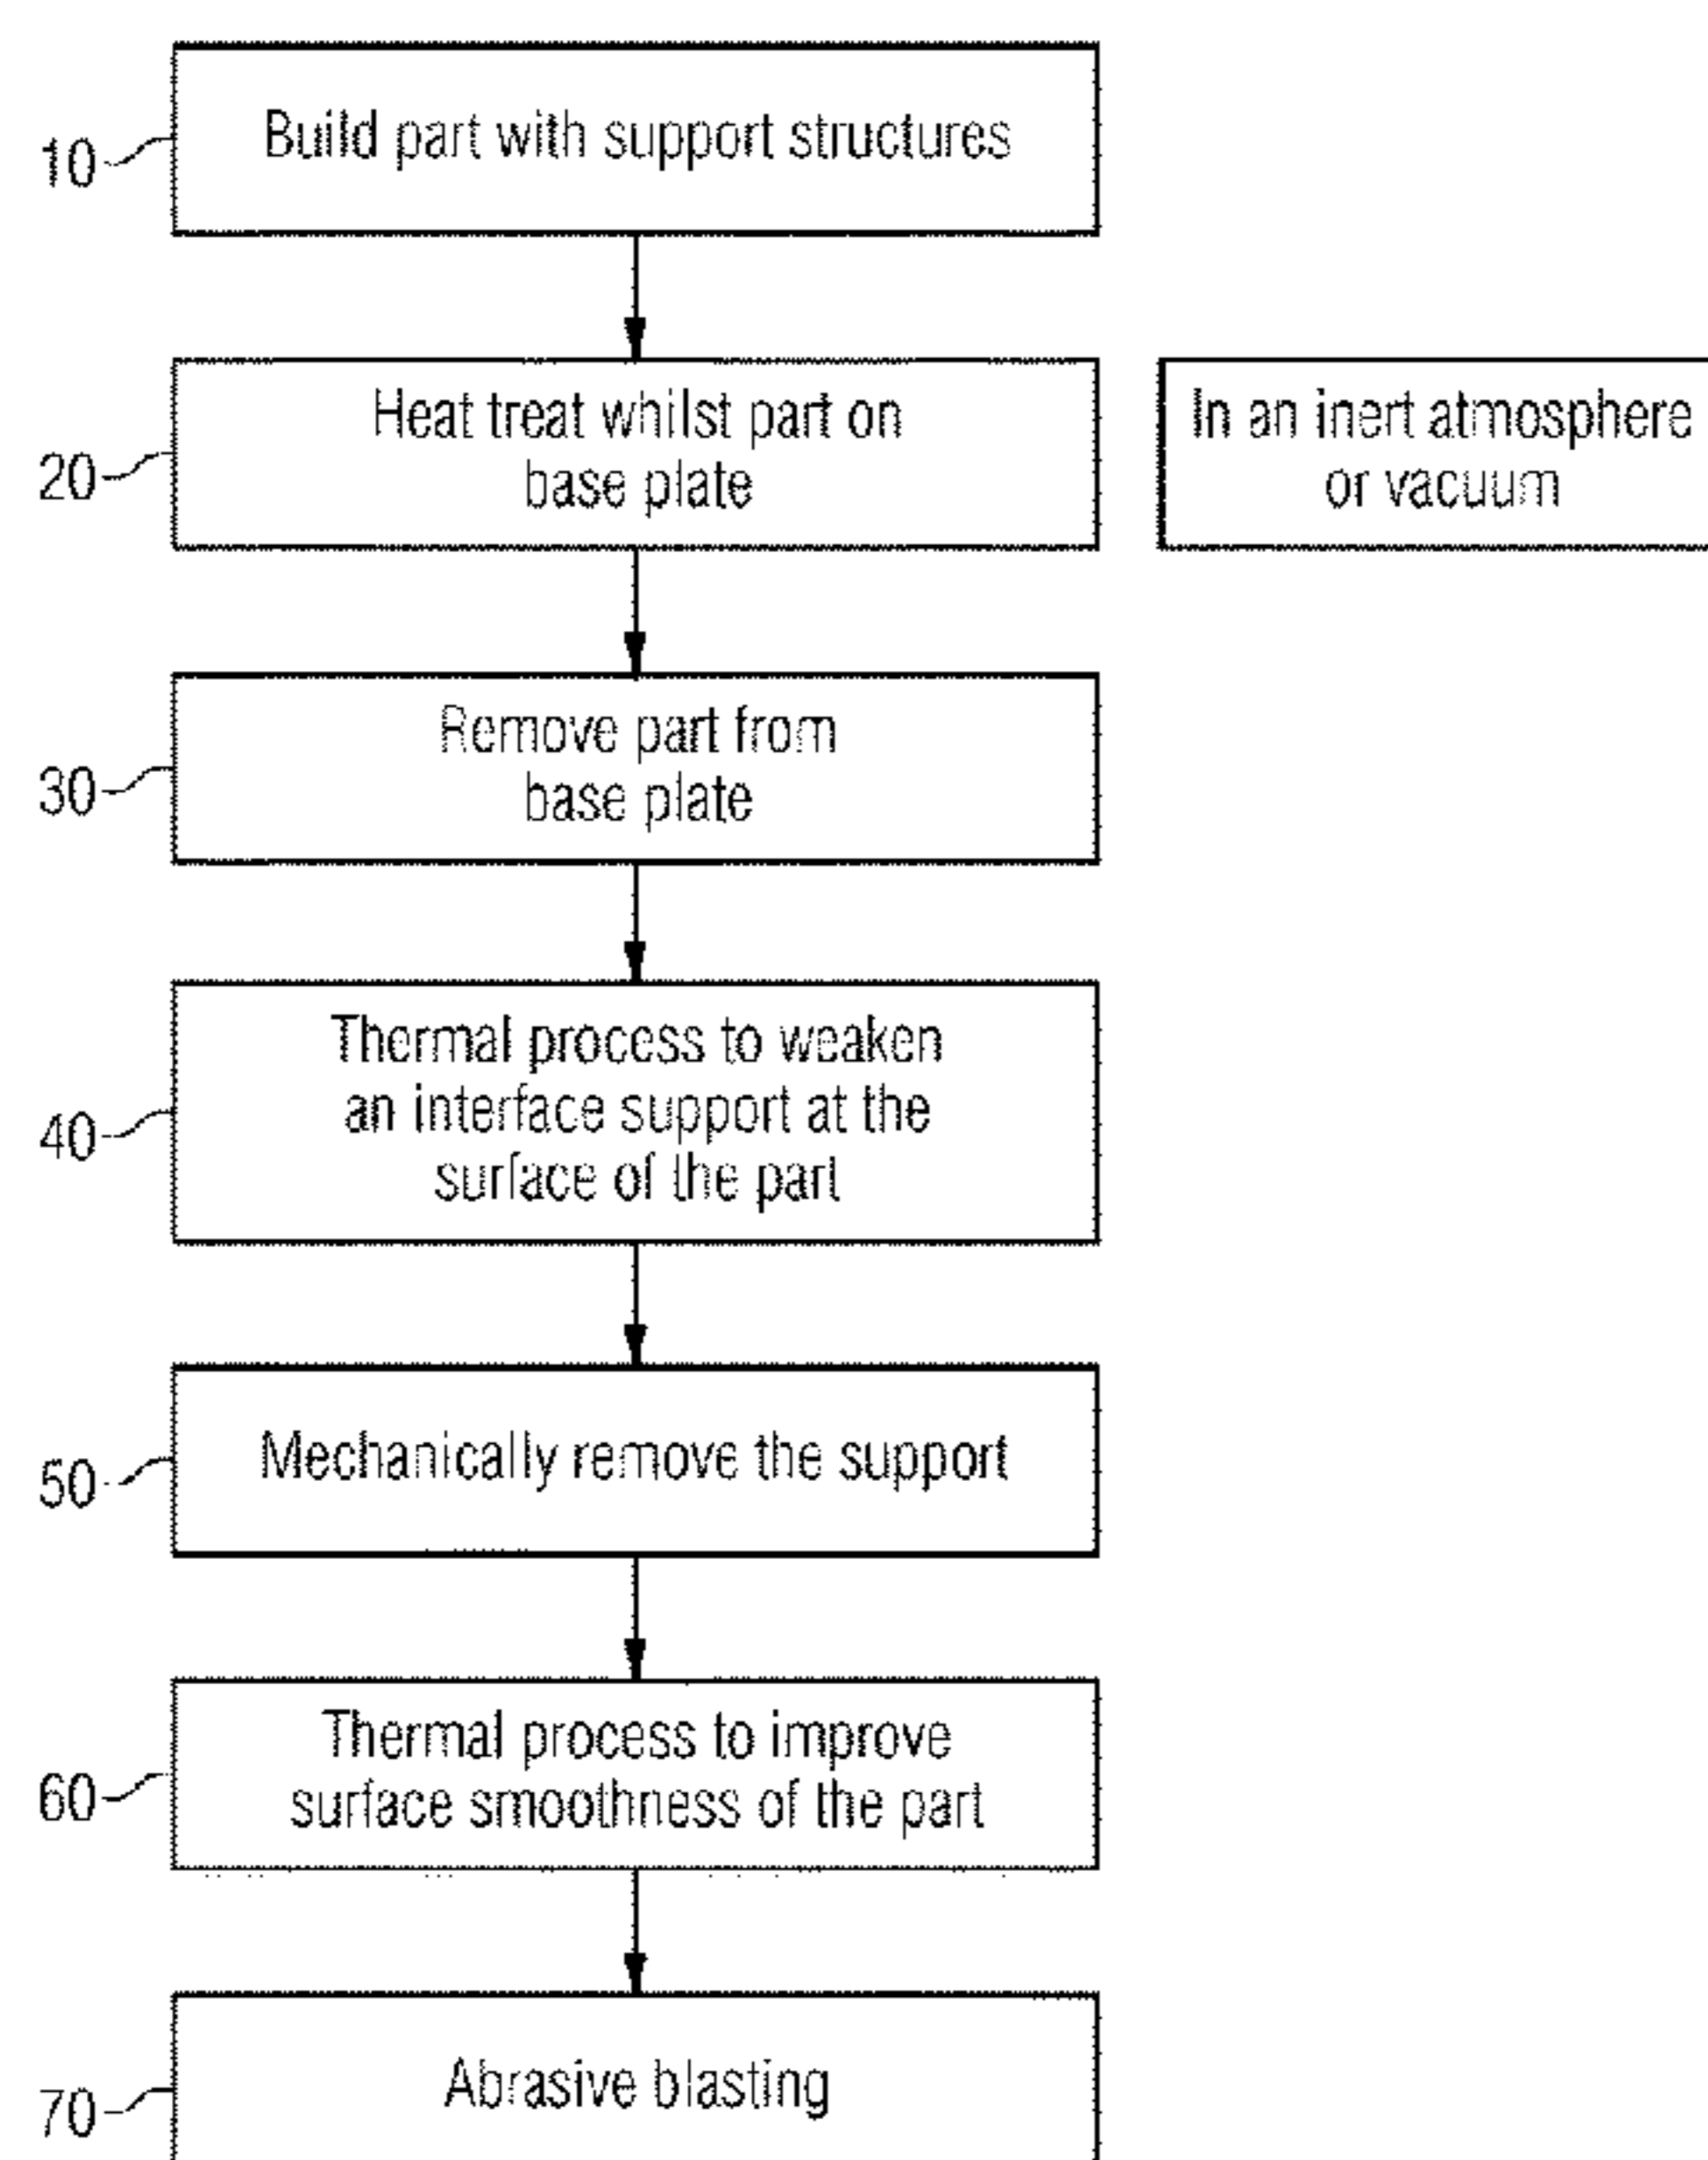 10
Build part with support structures
20
Heat treat whilst part on
base plate
In an inert atmosphere
or vacuum
30
Remove part from
base plate
40
Thermal process to weaken
an interface support at the
surface of the part
50
Mechanically remove the support
60
Thermal process to improve
surface smoothness of the part
70
Abrasive blasting